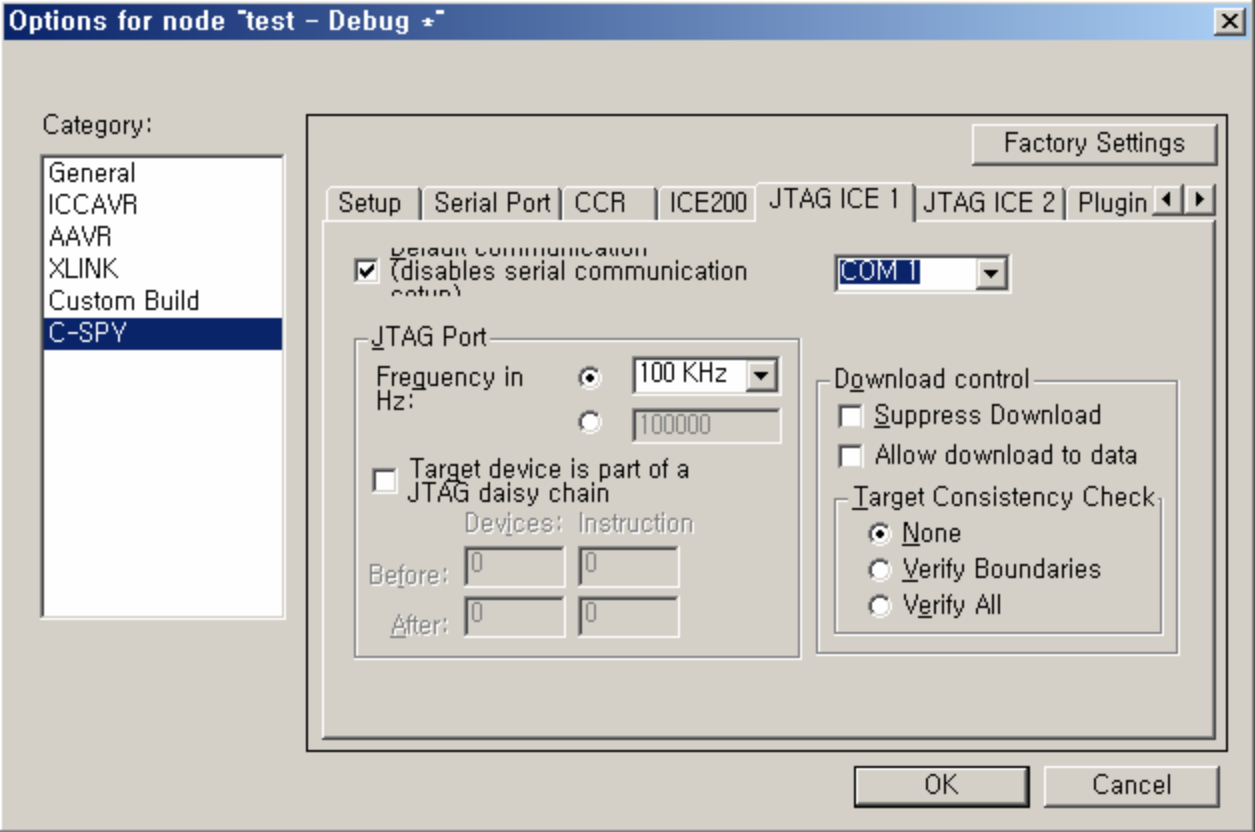 Options for node "test - Debug *"
Category:
General
ICCAVR
AAVR
XLINK
Custom Build
C-SPY
Factory Settings
Setup
Serial Port
CCR
ICE200
JTAG ICE 1
JTAG ICE 2
Plugin
Default communication
(disables serial communication
setup)
COM 1
JTAG Port
Frequency in
Hz:
100 KHz
100000
Target device is part of a
JTAG daisy chain
Devices: Instruction
Before: 0 0
After: 0 0
Download control
Suppress Download
Allow download to data
Target Consistency Check
None
Verify Boundaries
Verify All
OK
Cancel